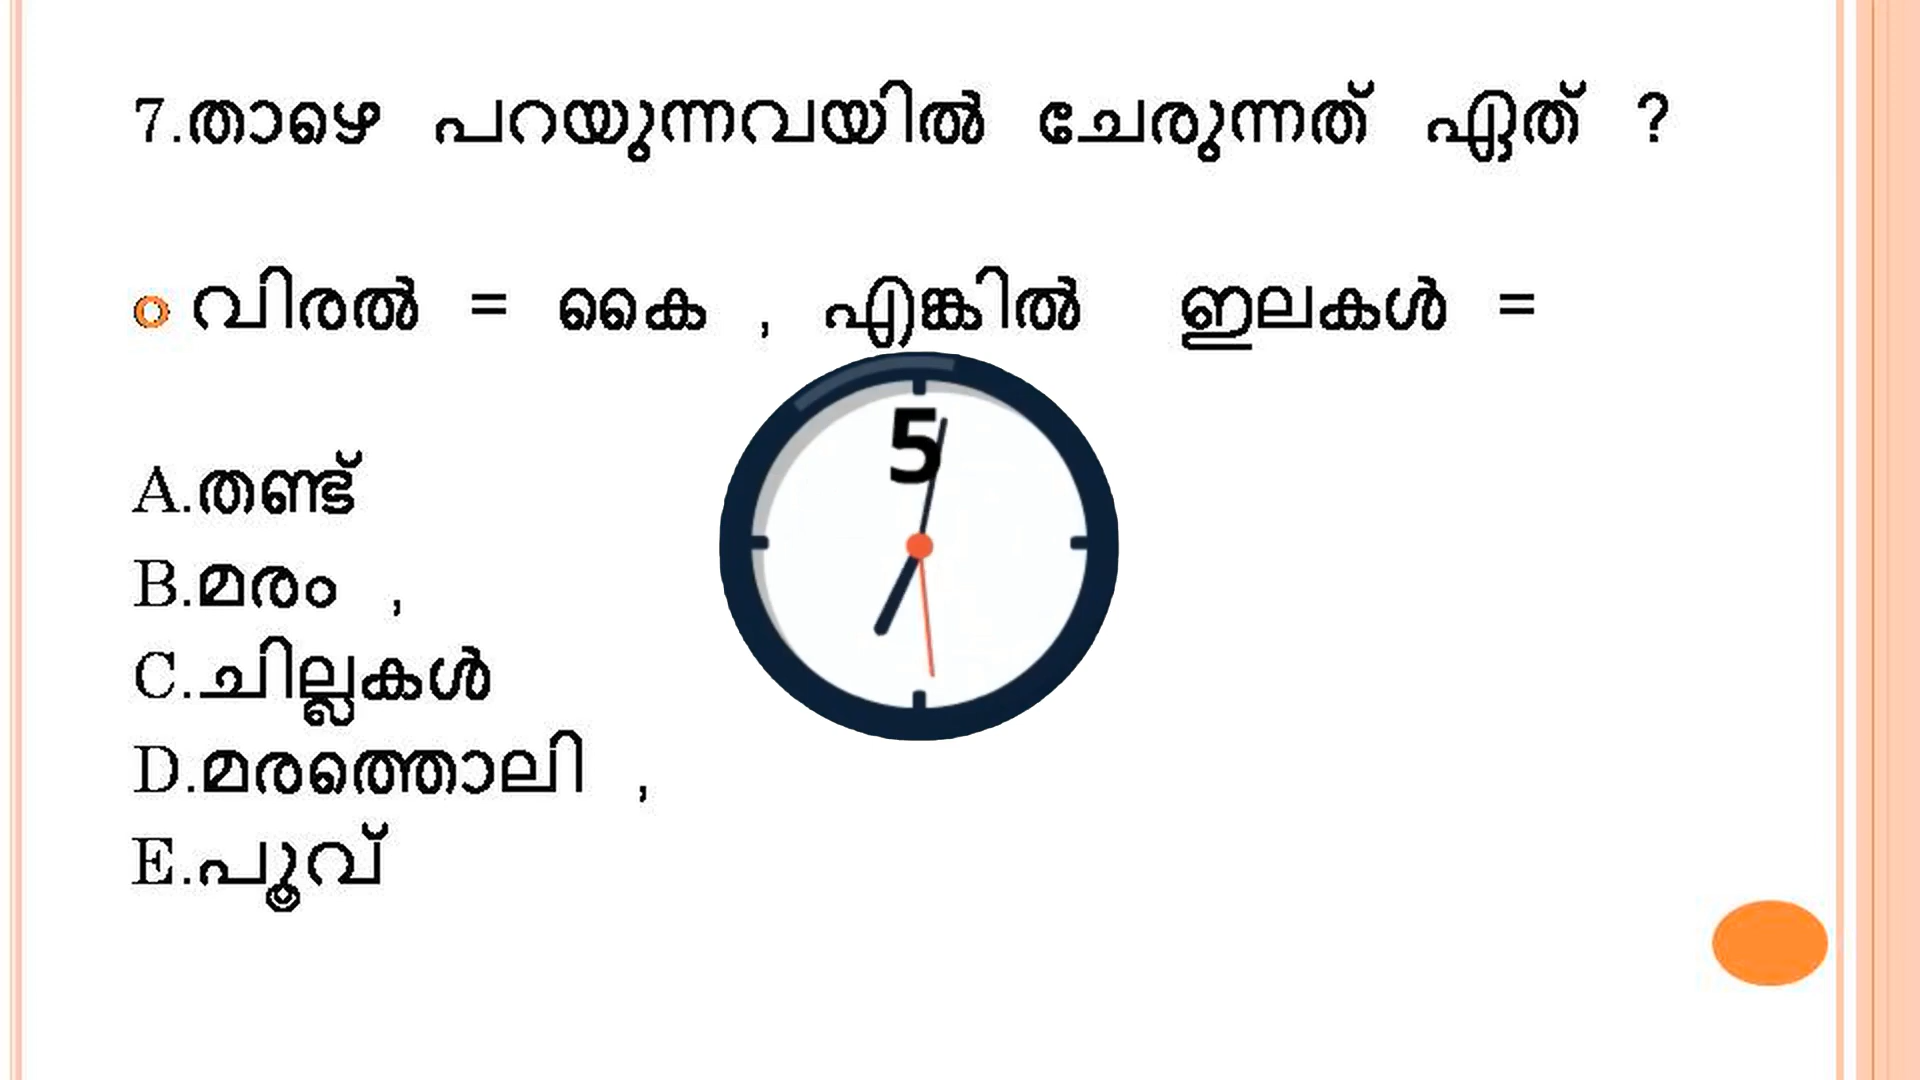 7.താഴെ പറയുന്നവയിൽ ചേരുന്നത് ഏത് ?
വിരൽ = കൈ , എങ്കിൽ ഇലകൾ =
5
A.തണ്ട്
B.മരം ,
C.ചില്ലകൾ
D.മരത്തൊലി ,
E.പൂവ്